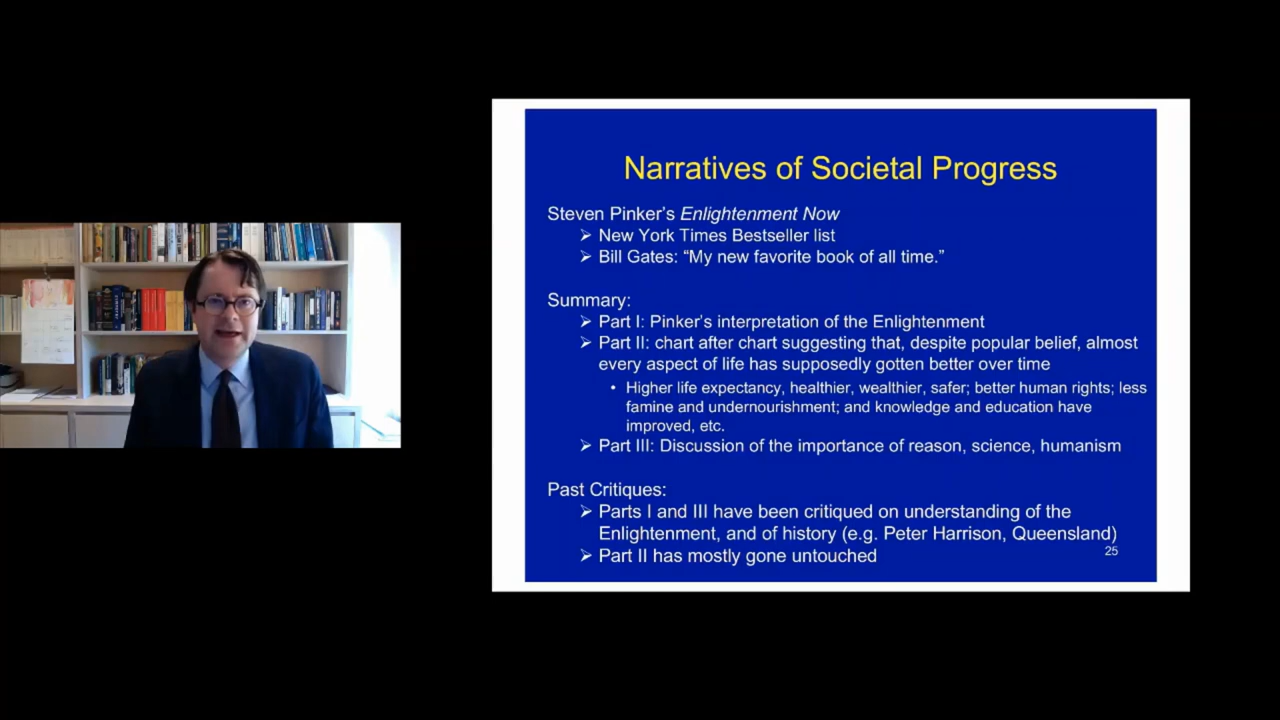 Narratives of Societal Progress
Steven Pinker's Enlightenment Now
➢ New York Times Bestseller list
➢ Bill Gates: “My new favorite book of all time.”
Summary:
➢ Part I: Pinker's interpretation of the Enlightenment
➢ Part II: chart after chart suggesting that, despite popular belief, almost
every aspect of life has supposedly gotten better over time
• Higher life expectancy, healthier, wealthier, safer; better human rights; less
famine and undernourishment; and knowledge and education have
improved, etc.
➢ Part III: Discussion of the importance of reason, science, humanism
Past Critiques:
➢ Parts I and III have been critiqued on understanding of the
Enlightenment, and of history (e.g. Peter Harrison, Queensland)
➢ Part II has mostly gone untouched
25